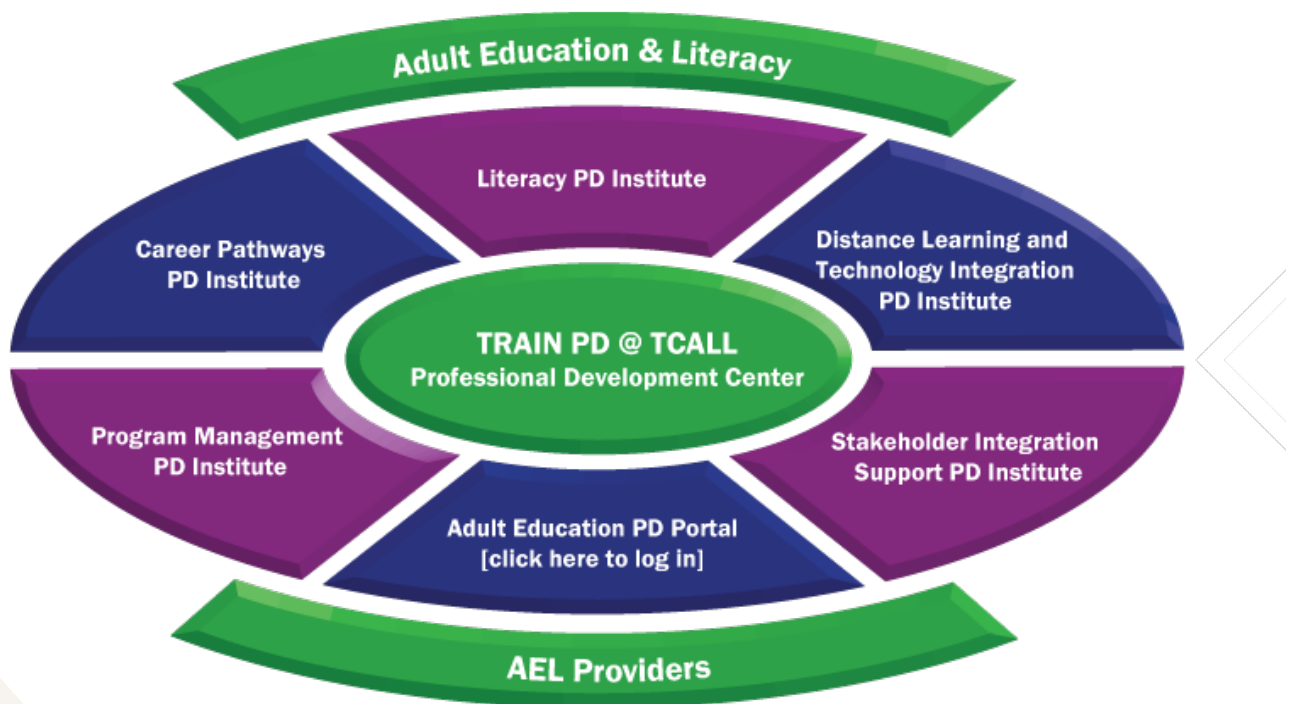 Adult Education & Literacy
Literacy PD Institute
Career Pathways
PD Institute
Distance Learning and
Technology Integration
PD Institute
TRAIN PD @ TCALL
Professional Development Center
Program Management
PD Institute
Stakeholder Integration
Support PD Institute
Adult Education PD Portal
[click here to log in]
AEL Providers